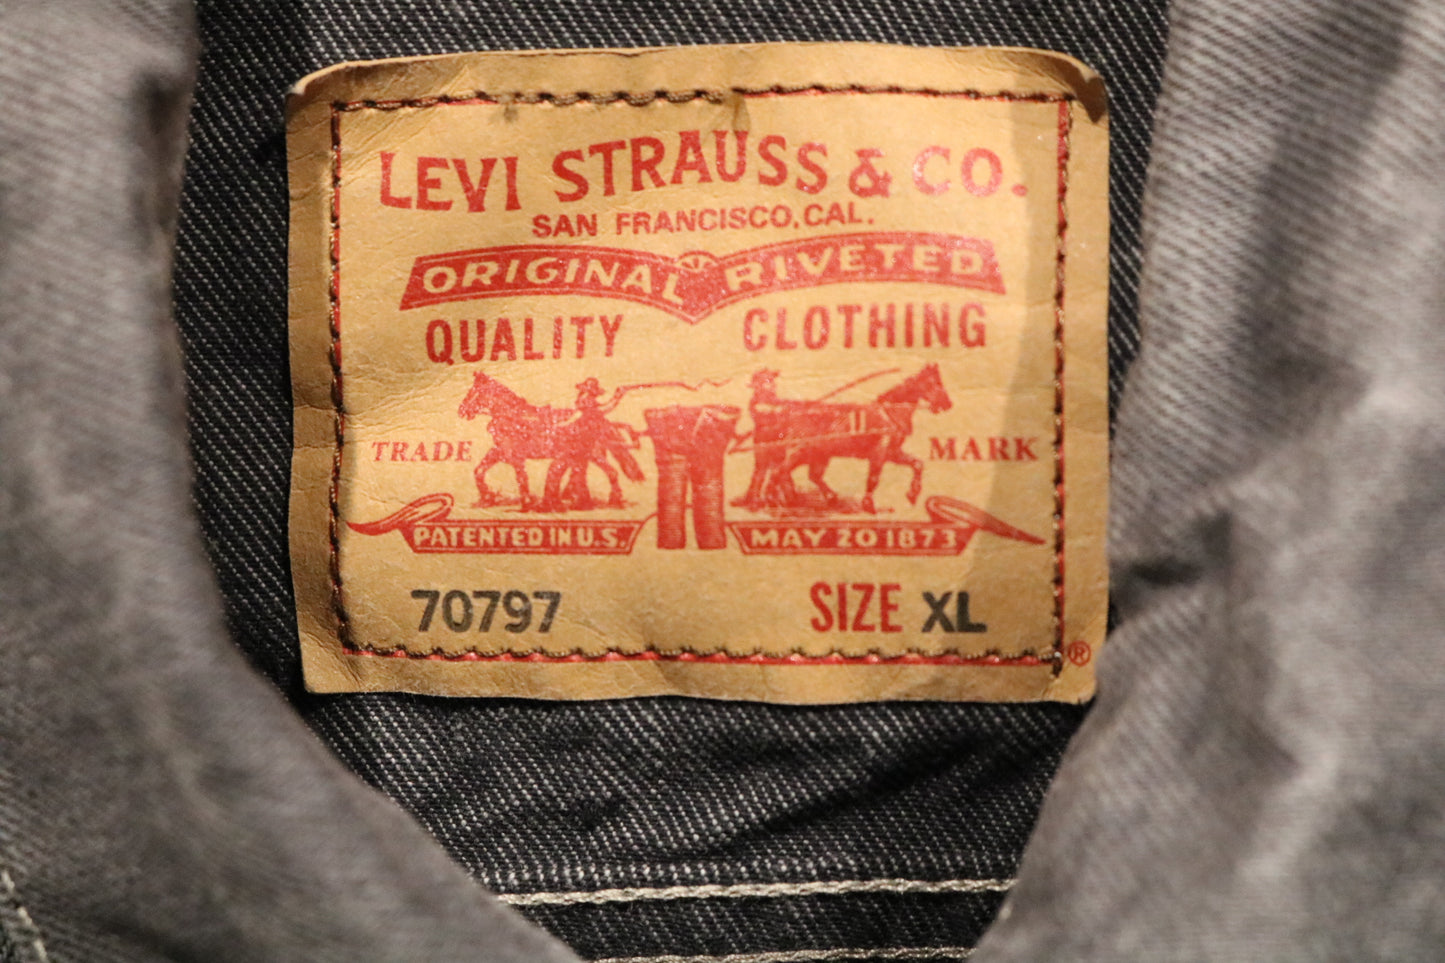 LEVI STRAUSS & CO.
SAN FRANCISCO, CAL.
ORIGINAL RIVETED
QUALITY CLOTHING
TRADE MARK
PATENTED IN U.S. MAY 20 1873
70797 SIZE XL
®